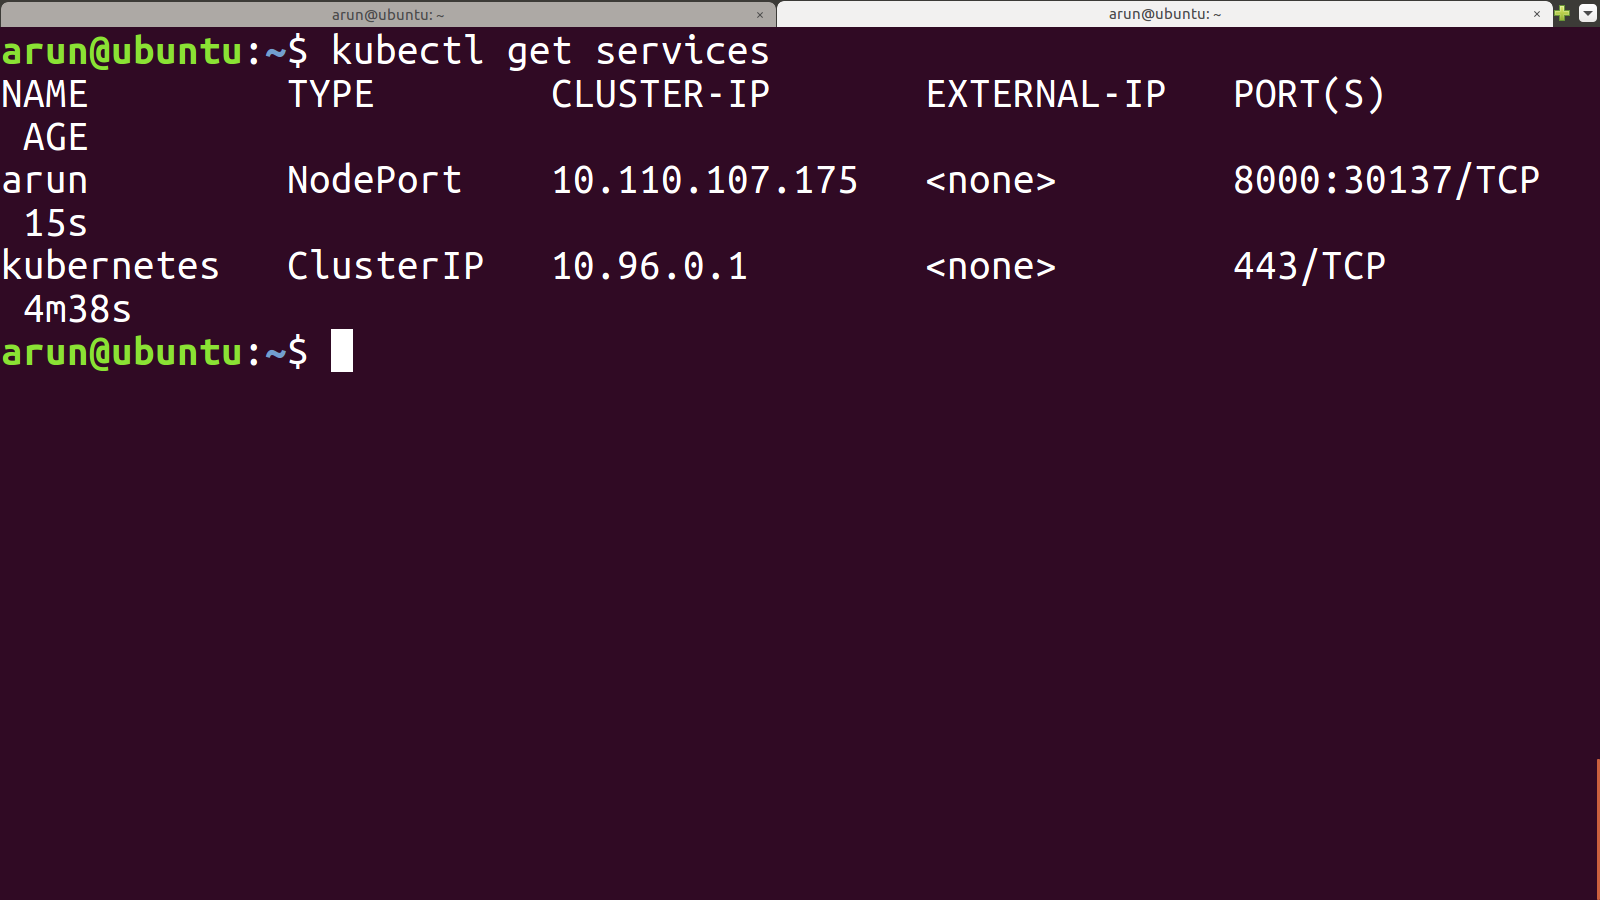 arun@ubuntu: ~ × arun@ubuntu: ~ ×
arun@ubuntu:~$ kubectl get services
NAME TYPE CLUSTER-IP EXTERNAL-IP PORT(S)
AGE
arun NodePort 10.110.107.175 <none> 8000:30137/TCP
15s
kubernetes ClusterIP 10.96.0.1 <none> 443/TCP
4m38s
arun@ubuntu:~$